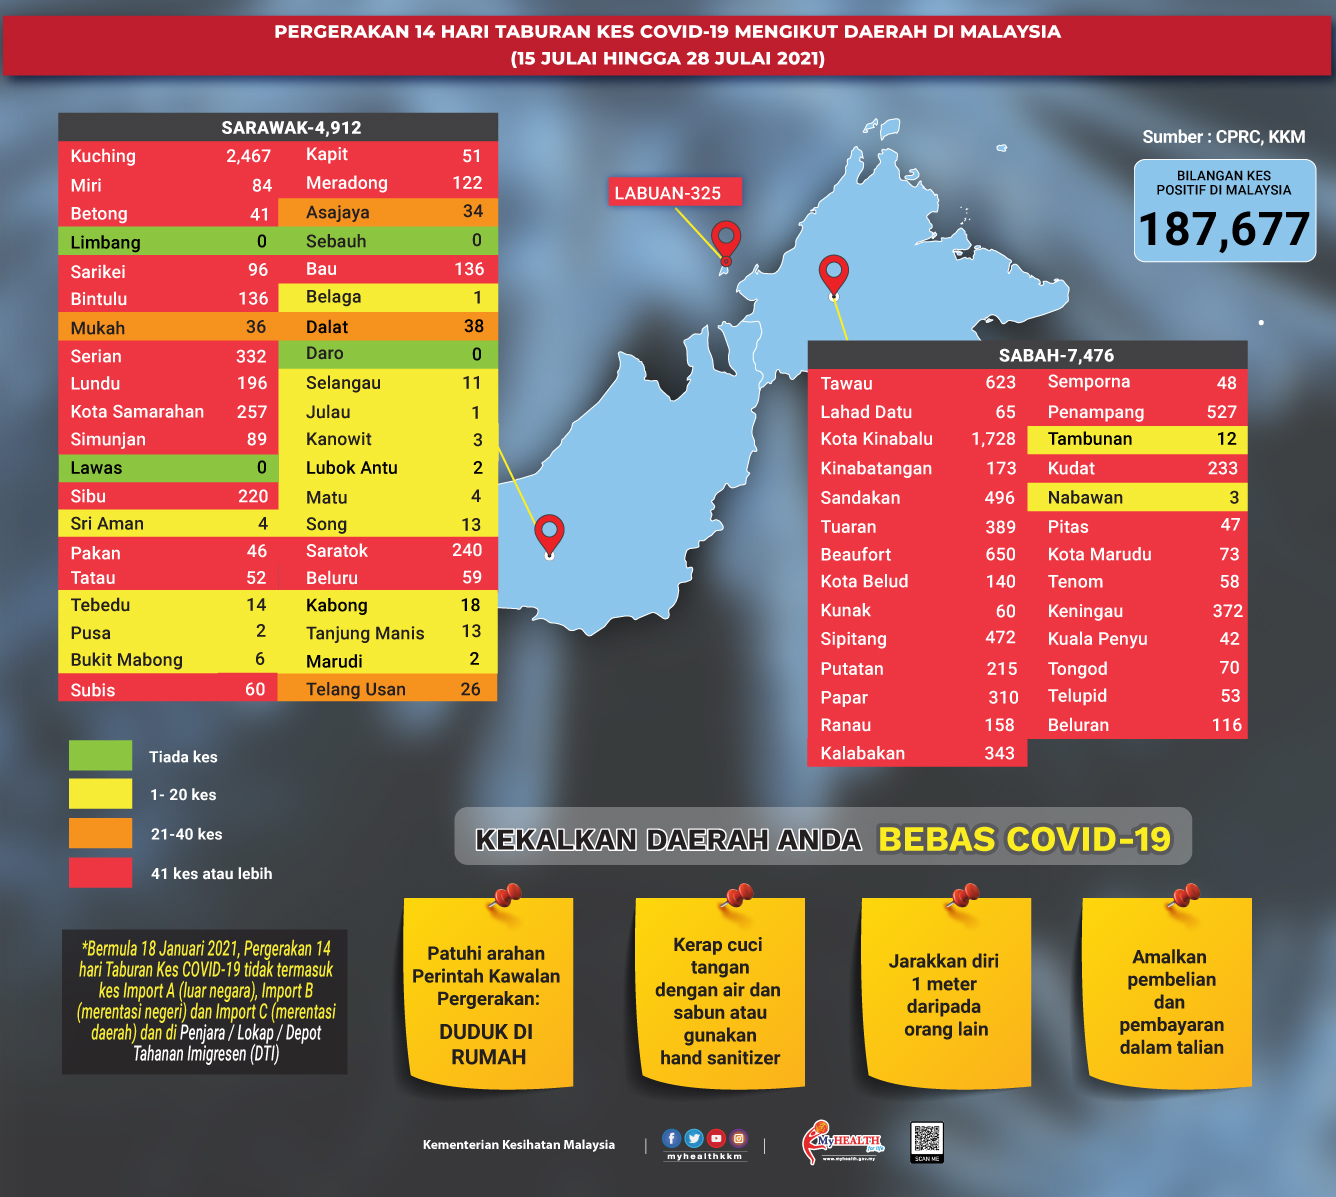 PERGERAKAN 14 HARI TABURAN KES COVID-19 MENGIKUT DAERAH DI MALAYSIA
(15 JULAI HINGGA 28 JULAI 2021)
SARAWAK-4,912
Kuching 2,467 Kapit 51
Miri 84 Meradong 122
Betong 41 Asajaya 34
Limbang 0 Sebauh 0
Sarikei 96 Bau 136
Bintulu 136 Belaga 1
Mukah 36 Dalat 38
Serian 332 Daro 0
Lundu 196 Selangau 11
Kota Samarahan 257 Julau 1
Simunjan 89 Kanowit 3
Lawas 0 Lubok Antu 2
Sibu 220 Matu 4
Sri Aman 4 Song 13
Pakan 46 Saratok 240
Tatau 52 Beluru 59
Tebedu 14 Kabong 18
Pusa 2 Tanjung Manis 13
Bukit Mabong 6 Marudi 2
Subis 60 Telang Usan 26
LABUAN-325
Sumber : CPRC, KKM
BILANGAN KES
POSITIF DI MALAYSIA
187,677
SABAH-7,476
Tawau 623 Semporna 48
Lahad Datu 65 Penampang 527
Kota Kinabalu 1,728 Tambunan 12
Kinabatangan 173 Kudat 233
Sandakan 496 Nabawan 3
Tuaran 389 Pitas 47
Beaufort 650 Kota Marudu 73
Kota Belud 140 Tenom 58
Kunak 60 Keningau 372
Sipitang 472 Kuala Penyu 42
Putatan 215 Tongod 70
Papar 310 Telupid 53
Ranau 158 Beluran 116
Kalabakan 343
Tiada kes
1- 20 kes
21-40 kes
41 kes atau lebih
*Bermula 18 Januari 2021, Pergerakan 14
hari Taburan Kes COVID-19 tidak termasuk
kes Import A (luar negara), Import B
(merentasi negeri) dan Import C (merentasi
daerah) dan di Penjara / Lokap / Depot
Tahanan Imigresen (DTI)
KEKALKAN DAERAH ANDA BEBAS COVID-19
Patuhi arahan
Perintah Kawalan
Pergerakan:
DUDUK DI
RUMAH
Kerap cuci
tangan
dengan air dan
sabun atau
gunakan
hand sanitizer
Jarakkan diri
1 meter
daripada
orang lain
Amalkan
pembelian
dan
pembayaran
dalam talian
Kementerian Kesihatan Malaysia
myhealthkkm
MyHEALTH
for life
www.myhealth.gov.my
SCAN ME